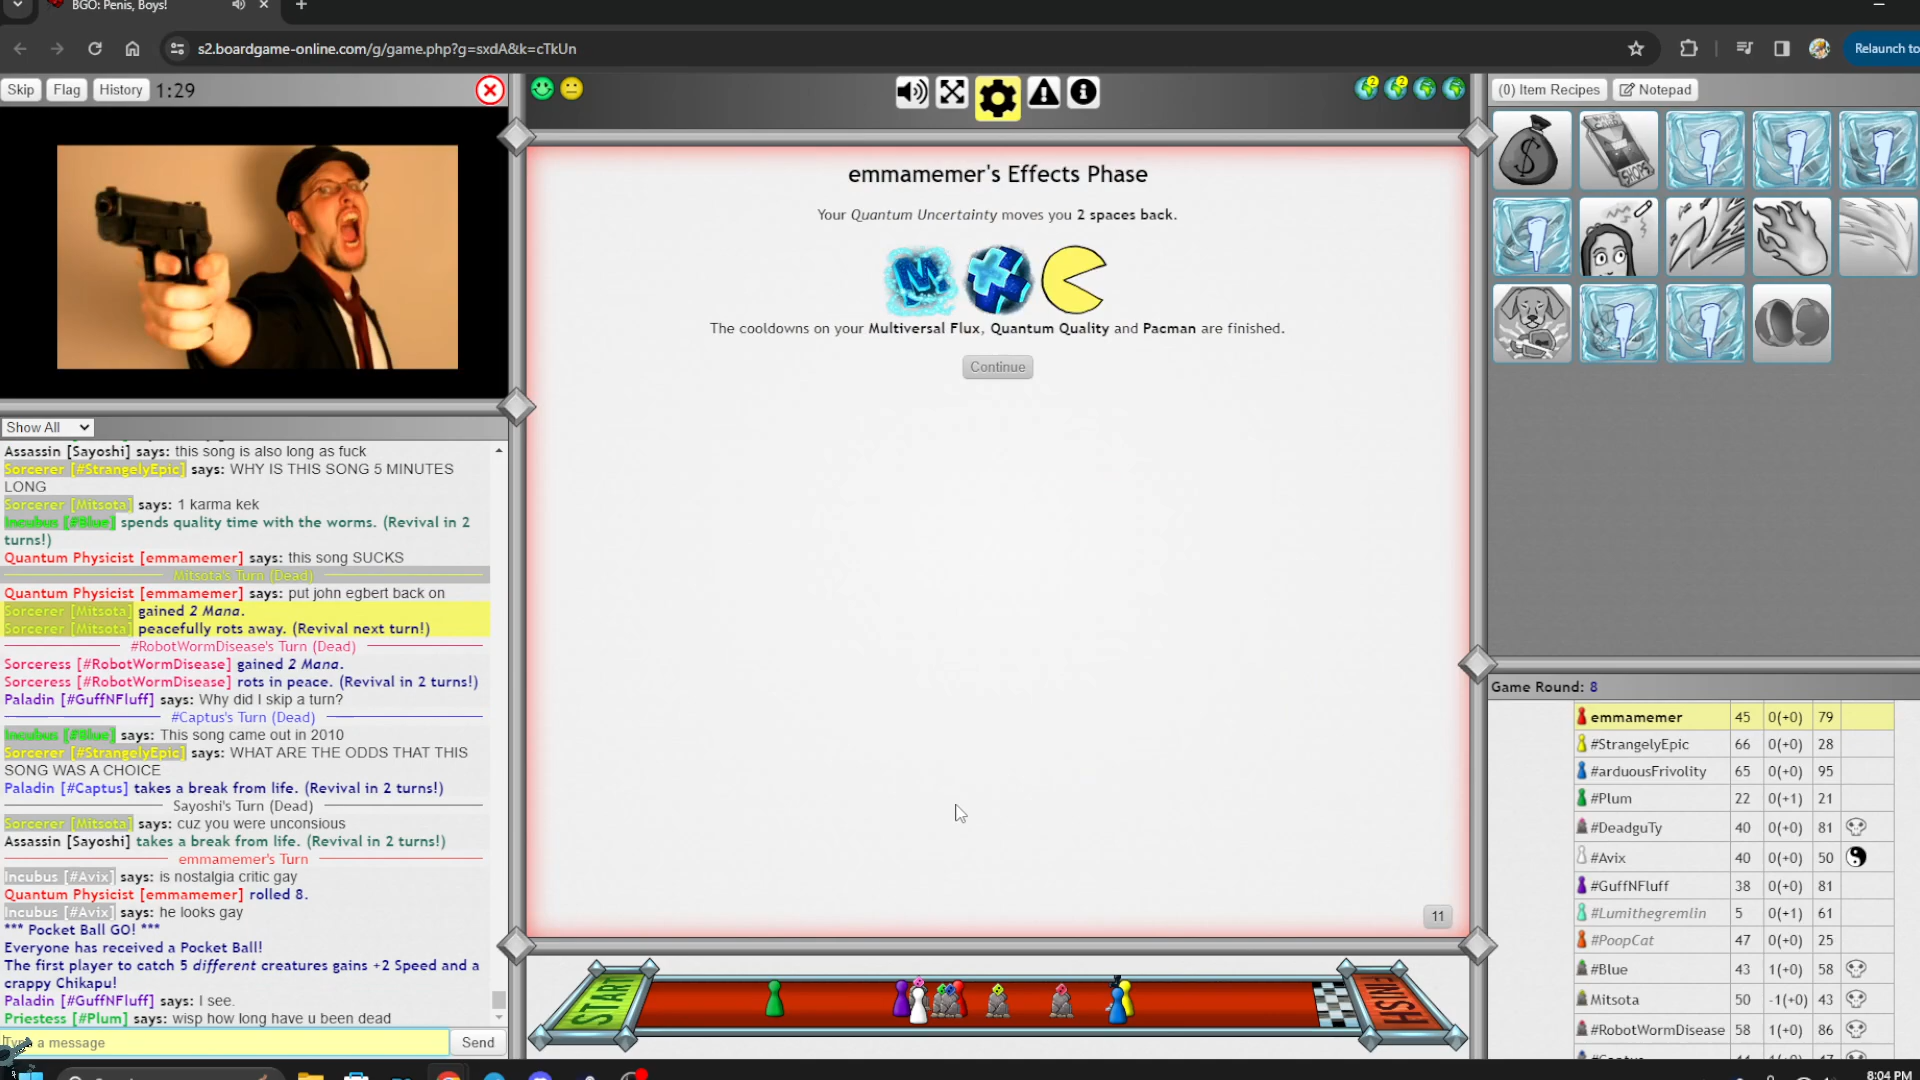 BGO: Penis, Boys!
s2.boardgame-online.com/g/game.php?g=sxdA&k=cTkUn
Relaunch to
Skip
Flag
History
1:29
(0) Item Recipes
Notepad
2
2
emmamemer's Effects Phase
Your Quantum Uncertainty moves you 2 spaces back.
M
The cooldowns on your Multiversal Flux, Quantum Quality and Pacman are finished.
Continue
11
Show All
Assassin [Sayoshi] says: this song is also long as fuck
Sorcerer [#StrangelyEpic] says: WHY IS THIS SONG 5 MINUTES
LONG
Sorcerer [Mitsota] says: 1 karma kek
Incubus [#Blue] spends quality time with the worms. (Revival in 2
turns!)
Quantum Physicist [emmamemer] says: this song SUCKS
Mitsota's Turn (Dead)
Quantum Physicist [emmamemer] says: put john egbert back on
Sorcerer [Mitsota] gained 2 Mana.
Sorcerer [Mitsota] peacefully rots away. (Revival next turn!)
#RobotWormDisease's Turn (Dead)
Sorceress [#RobotWormDisease] gained 2 Mana.
Sorceress [#RobotWormDisease] rots in peace. (Revival in 2 turns!)
Paladin [#GuffNFluff] says: Why did I skip a turn?
#Captus's Turn (Dead)
Incubus [#Blue] says: This song came out in 2010
Sorcerer [#StrangelyEpic] says: WHAT ARE THE ODDS THAT THIS
SONG WAS A CHOICE
Paladin [#Captus] takes a break from life. (Revival in 2 turns!)
Sayoshi's Turn (Dead)
Sorcerer [Mitsota] says: cuz you were unconsious
Assassin [Sayoshi] takes a break from life. (Revival in 2 turns!)
emmamemer's Turn
Incubus [#Avix] says: is nostalgia critic gay
Quantum Physicist [emmamemer] rolled 8.
Incubus [#Avix] says: he looks gay
*** Pocket Ball GO! ***
Everyone has received a Pocket Ball!
The first player to catch 5 different creatures gains +2 Speed and a
crappy Chikapu!
Paladin [#GuffNFluff] says: I see.
Priestess [#Plum] says: wisp how long have u been dead
a message
Send
START
FINISH
$
SHOPS
Game Round: 8
emmamemer 45 0(+0) 79
#StrangelyEpic 66 0(+0) 28
#arduousFrivolity 65 0(+0) 95
#Plum 22 0(+1) 21
#DeadguTy 40 0(+0) 81
#Avix 40 0(+0) 50
#GuffNFluff 38 0(+0) 81
#Lumithegremlin 5 0(+1) 61
#PoopCat 47 0(+0) 25
#Blue 43 1(+0) 58
Mitsota 50 -1(+0) 43
#RobotWormDisease 58 1(+0) 86
8:04 PM